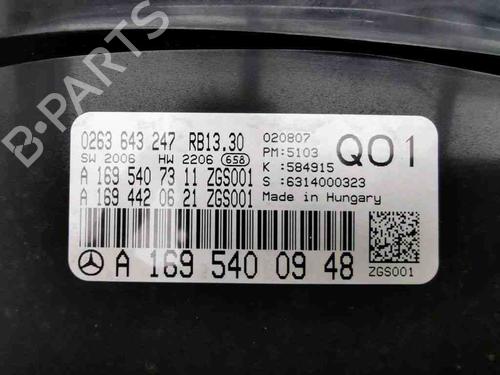 0263 643 247 RB13.30
SW 2006 HW 2206 658
A 169 540 73 11 ZGS001
A 169 442 06 21 ZGS001
020807
PM:5103
K :584915
S :6314000323
Made in Hungary
Q01
A 169 540 09 48
ZGS001
B-PARTS